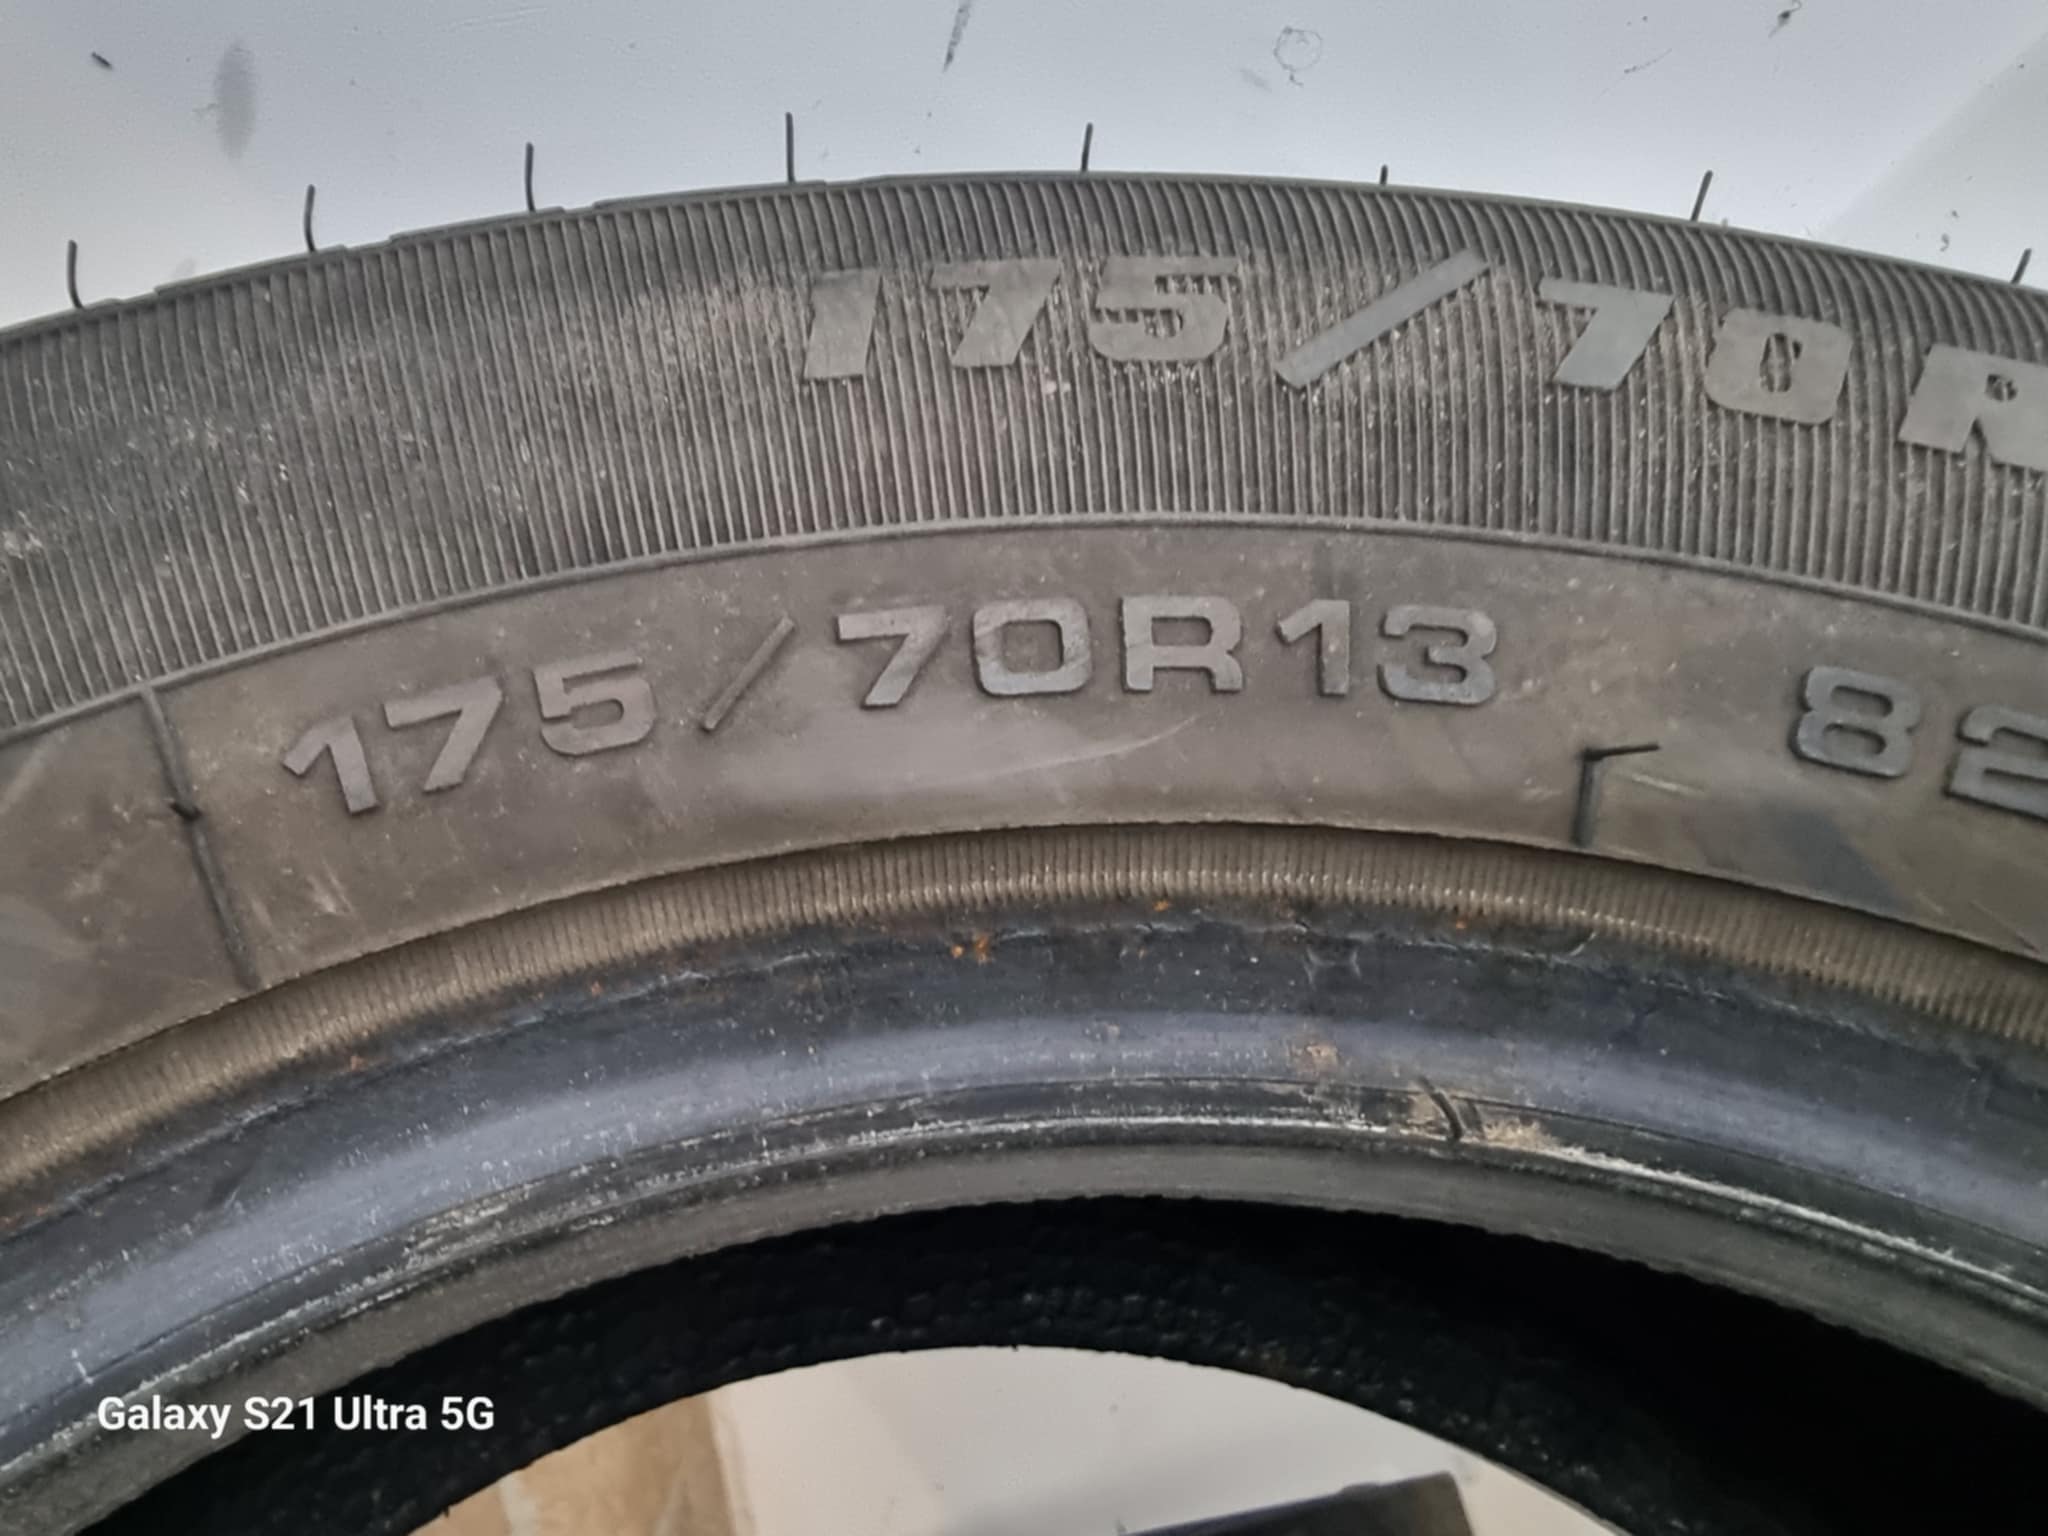 175/70R
175/70R13 82
Galaxy S21 Ultra 5G